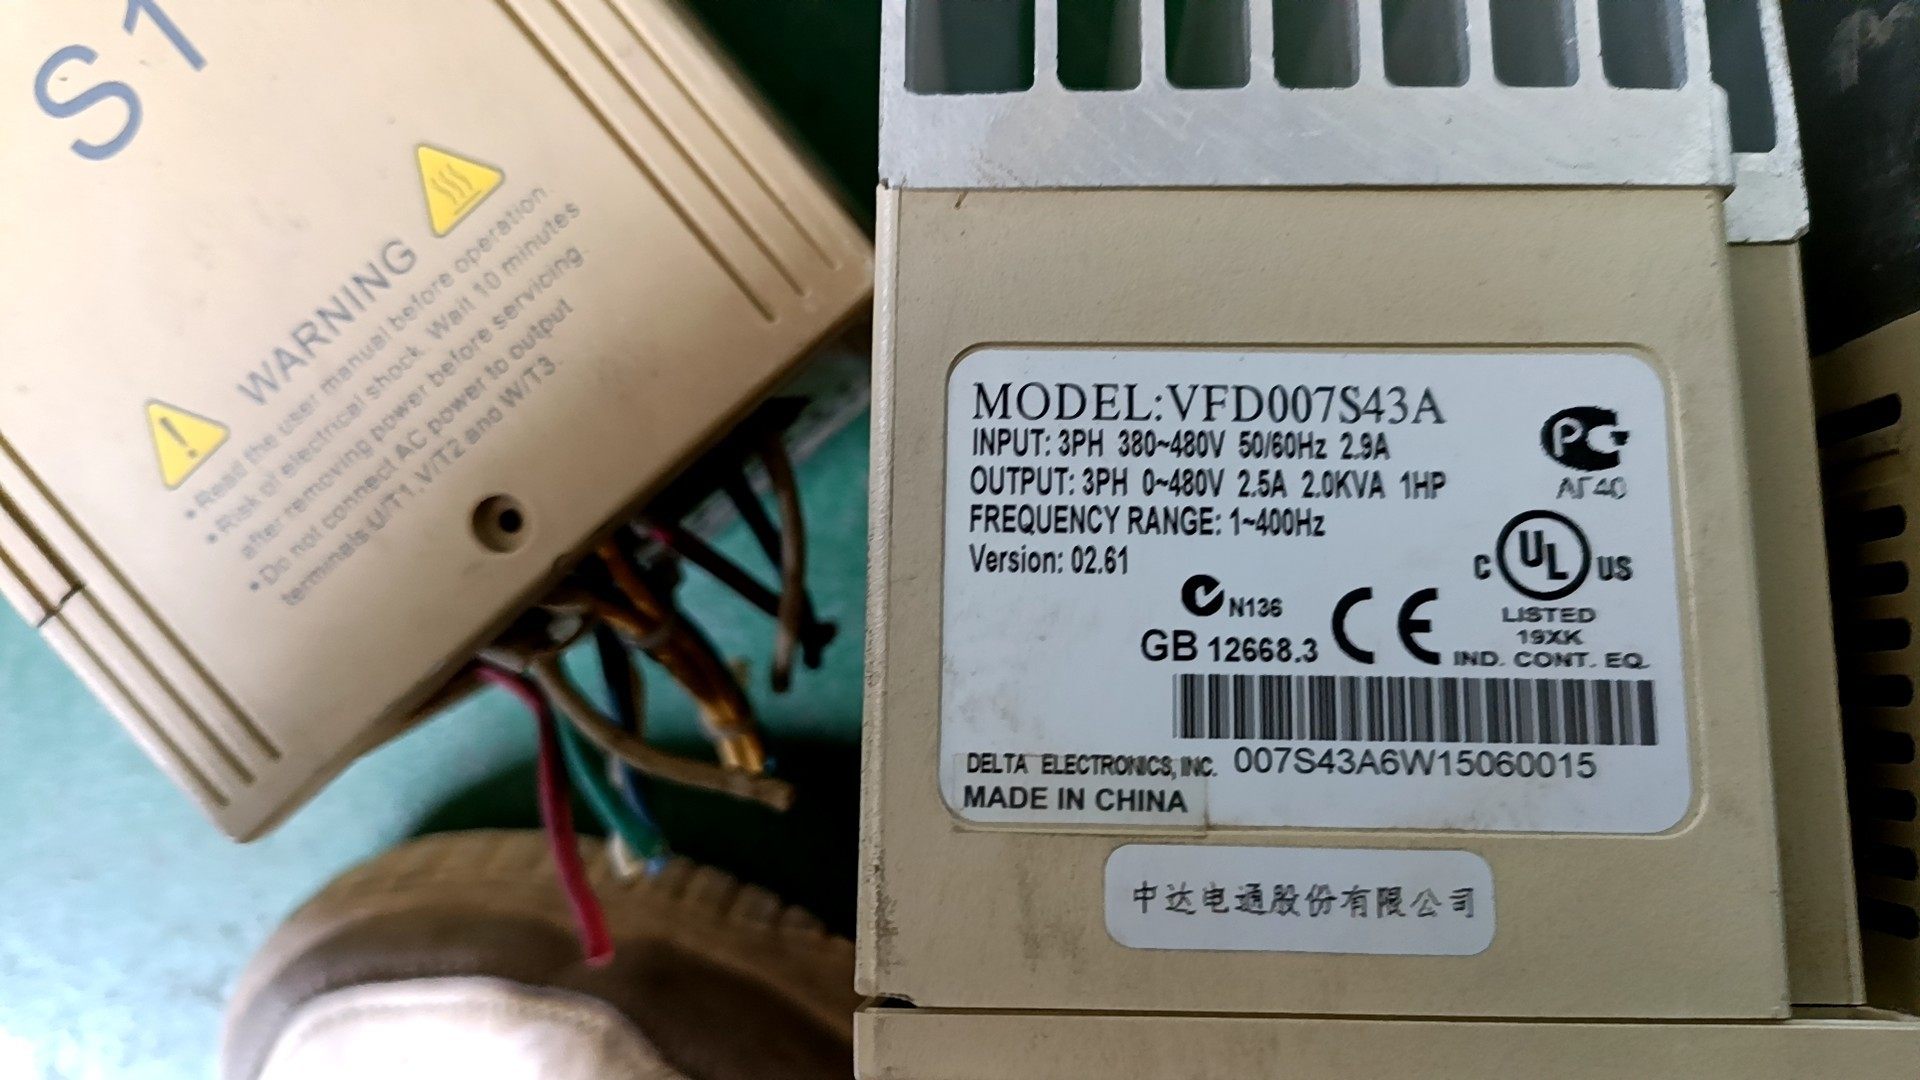 S1
WARNING
• Read the user manual before operation.
• Risk of electrical shock. Wait 10 minutes
after removing power before servicing.
• Do not connect AC power to output
terminals U/T1, V/T2 and W/T3.
MODEL:VFD007S43A
INPUT: 3PH 380~480V 50/60Hz 2.9A
OUTPUT: 3PH 0~480V 2.5A 2.0KVA 1HP
FREQUENCY RANGE: 1~400Hz
Version: 02.61
РС
АГ40
C UL US
LISTED
19XK
IND. CONT. EQ.
N136
GB 12668.3
CE
007S43A6W15060015
DELTA ELECTRONICS, INC.
MADE IN CHINA
中达电通股份有限公司